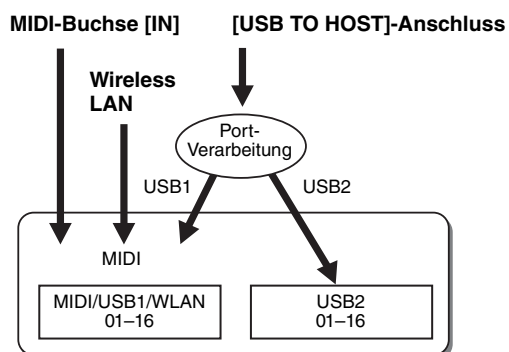 MIDI-Buchse [IN]
[USB TO HOST]-Anschluss
Wireless
LAN
Port-
Verarbeitung
USB1
USB2
MIDI
MIDI/USB1/WLAN
01–16
USB2
01–16